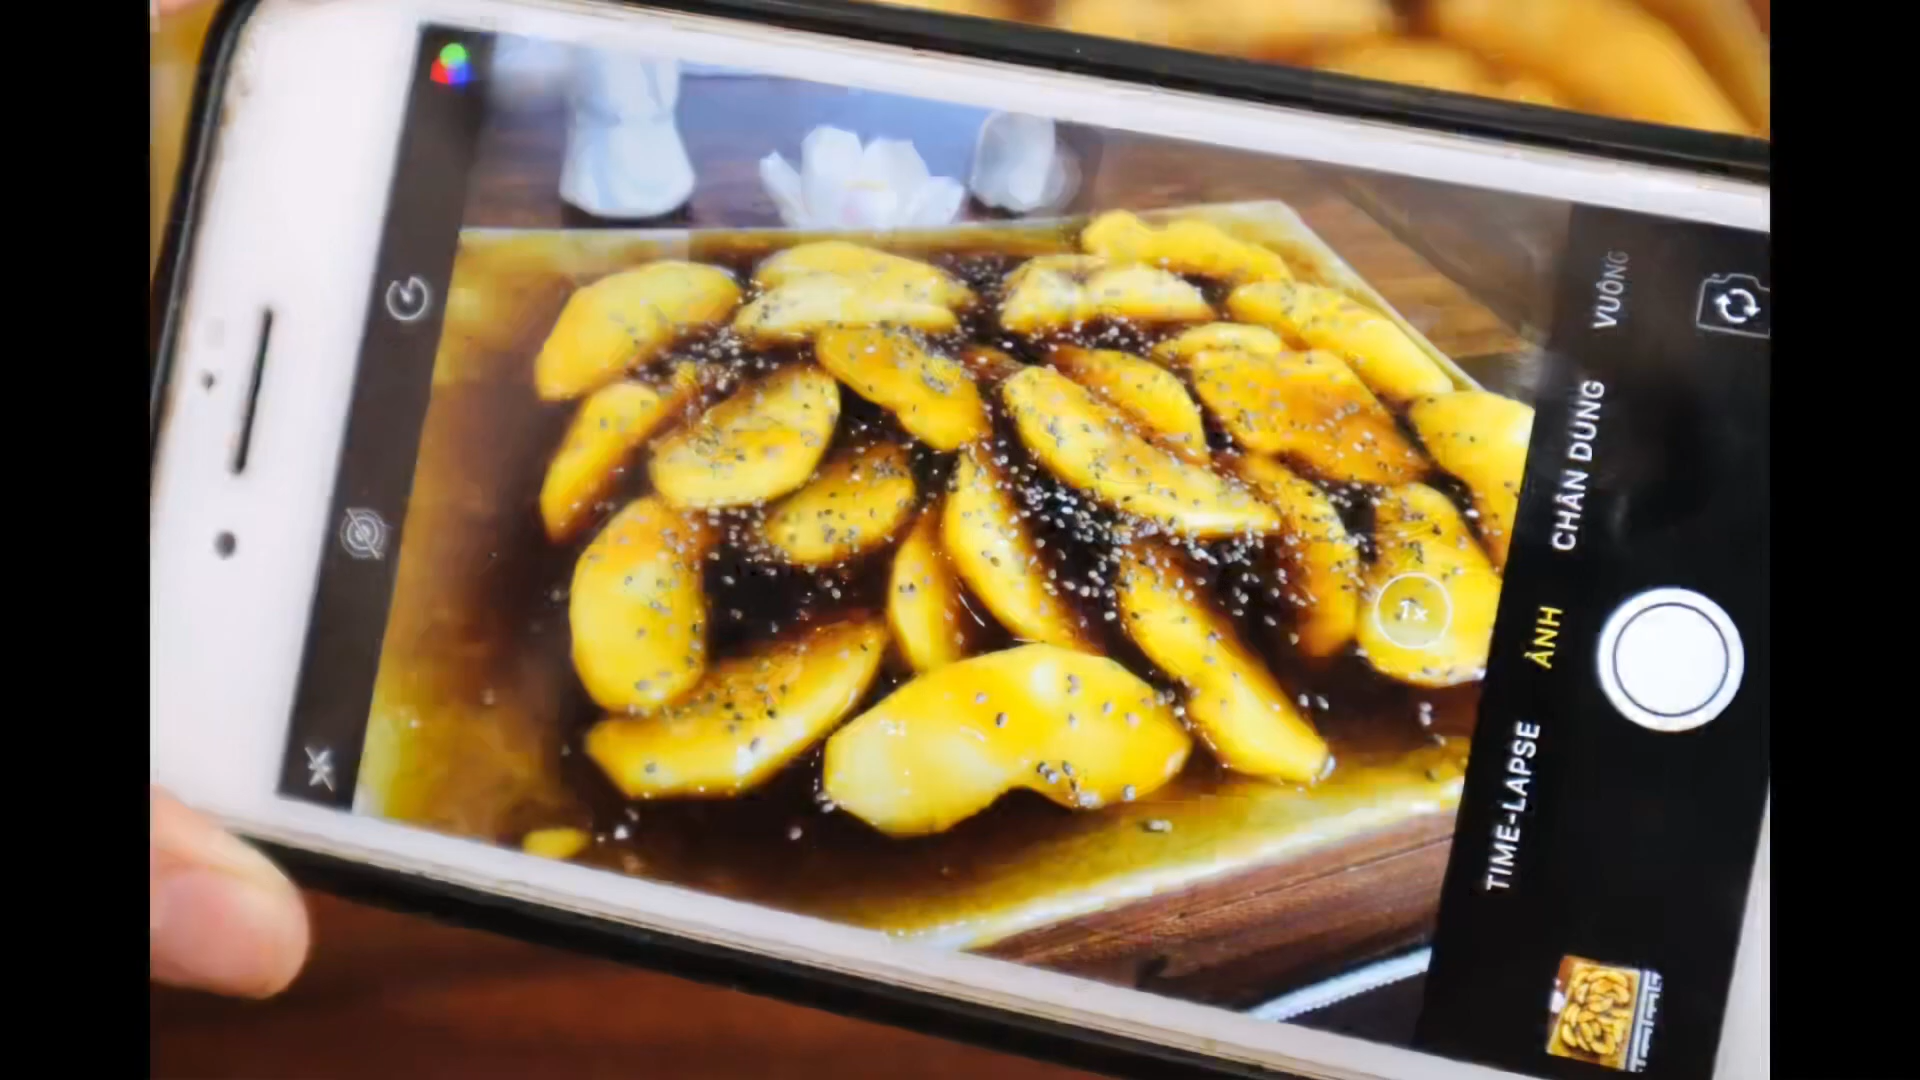 VUÔNG
CHÂN DUNG
ẢNH
TIME-LAPSE
1x